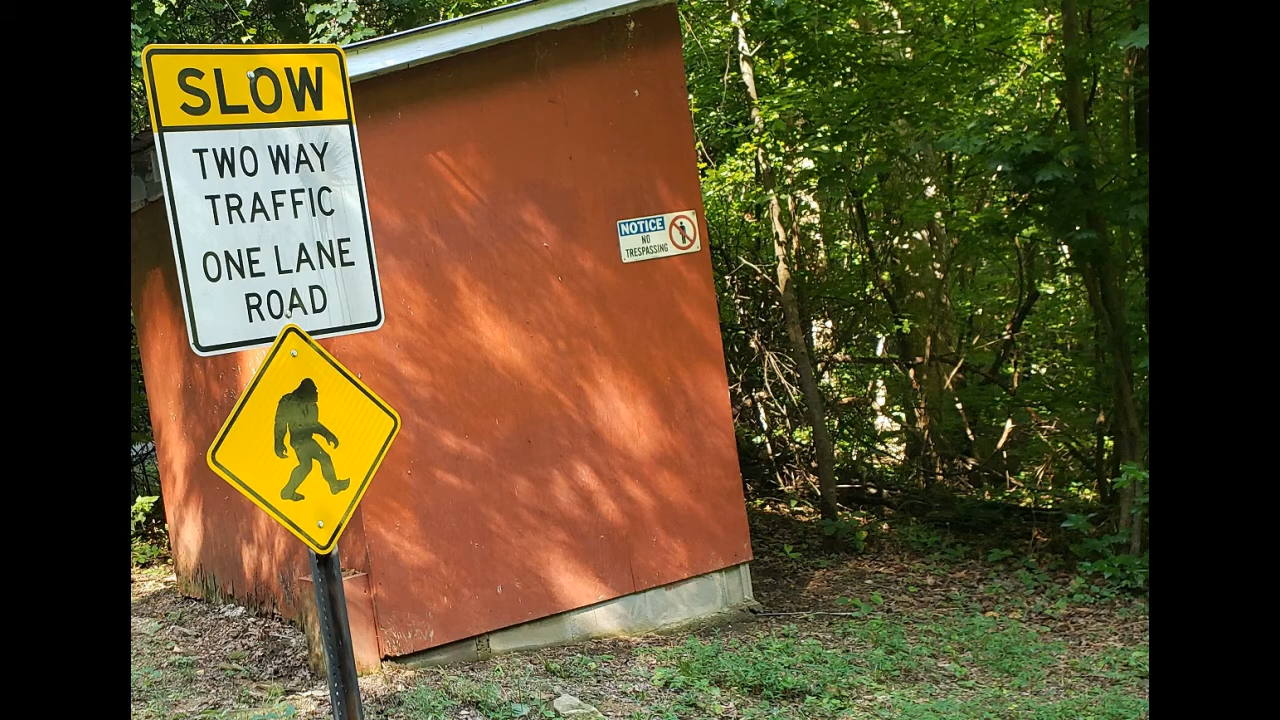 SLOW
TWO WAY
TRAFFIC
ONE LANE
ROAD
NOTICE
NO
TRESPASSING